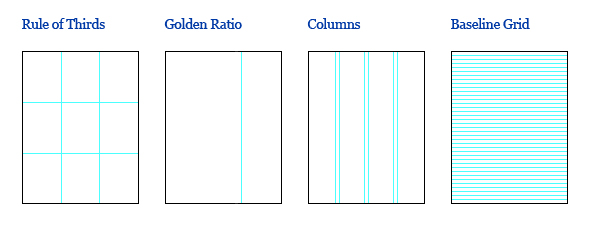 Rule of Thirds
Golden Ratio
Columns
Baseline Grid